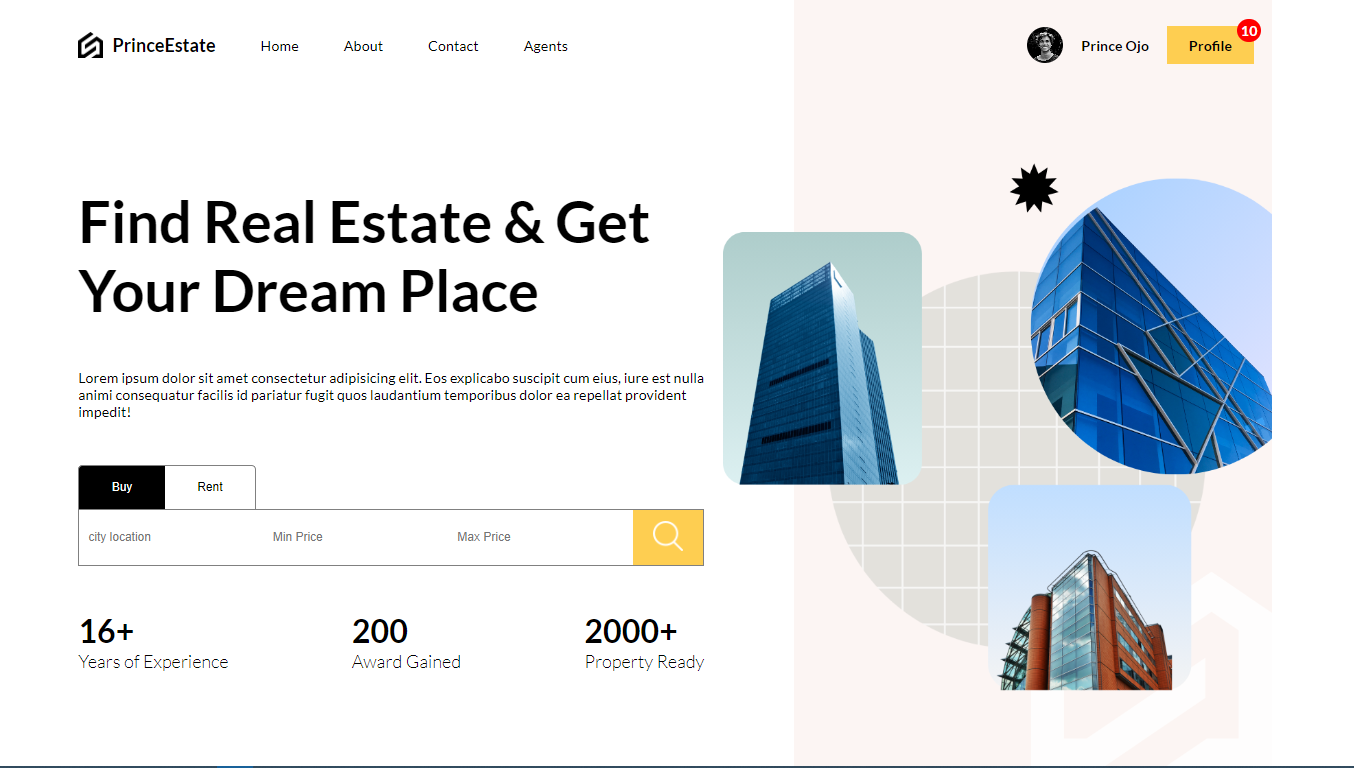 PrinceEstate Home About Contact Agents Prince Ojo Profile 10
Find Real Estate & Get
Your Dream Place
Lorem ipsum dolor sit amet consectetur adipisicing elit. Eos explicabo suscipit cum eius, iure est nulla
animi consequatur facilis id pariatur fugit quos laudantium temporibus dolor ea repellat provident
impedit!
Buy Rent
city location Min Price Max Price
16+ 200 2000+
Years of Experience Award Gained Property Ready